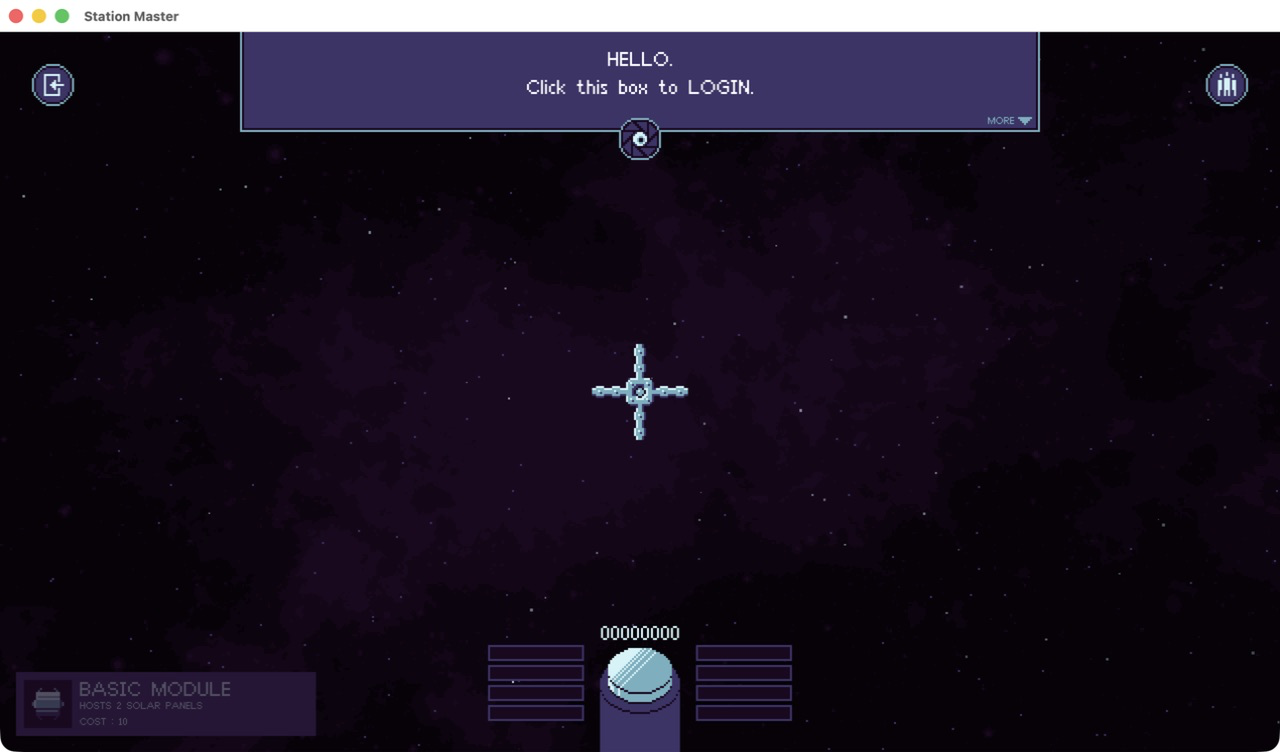 Station Master
HELLO.
Click this box to LOGIN.
MORE
00000000
BASIC MODULE
HOSTS 2 SOLAR PANELS
COST : 10